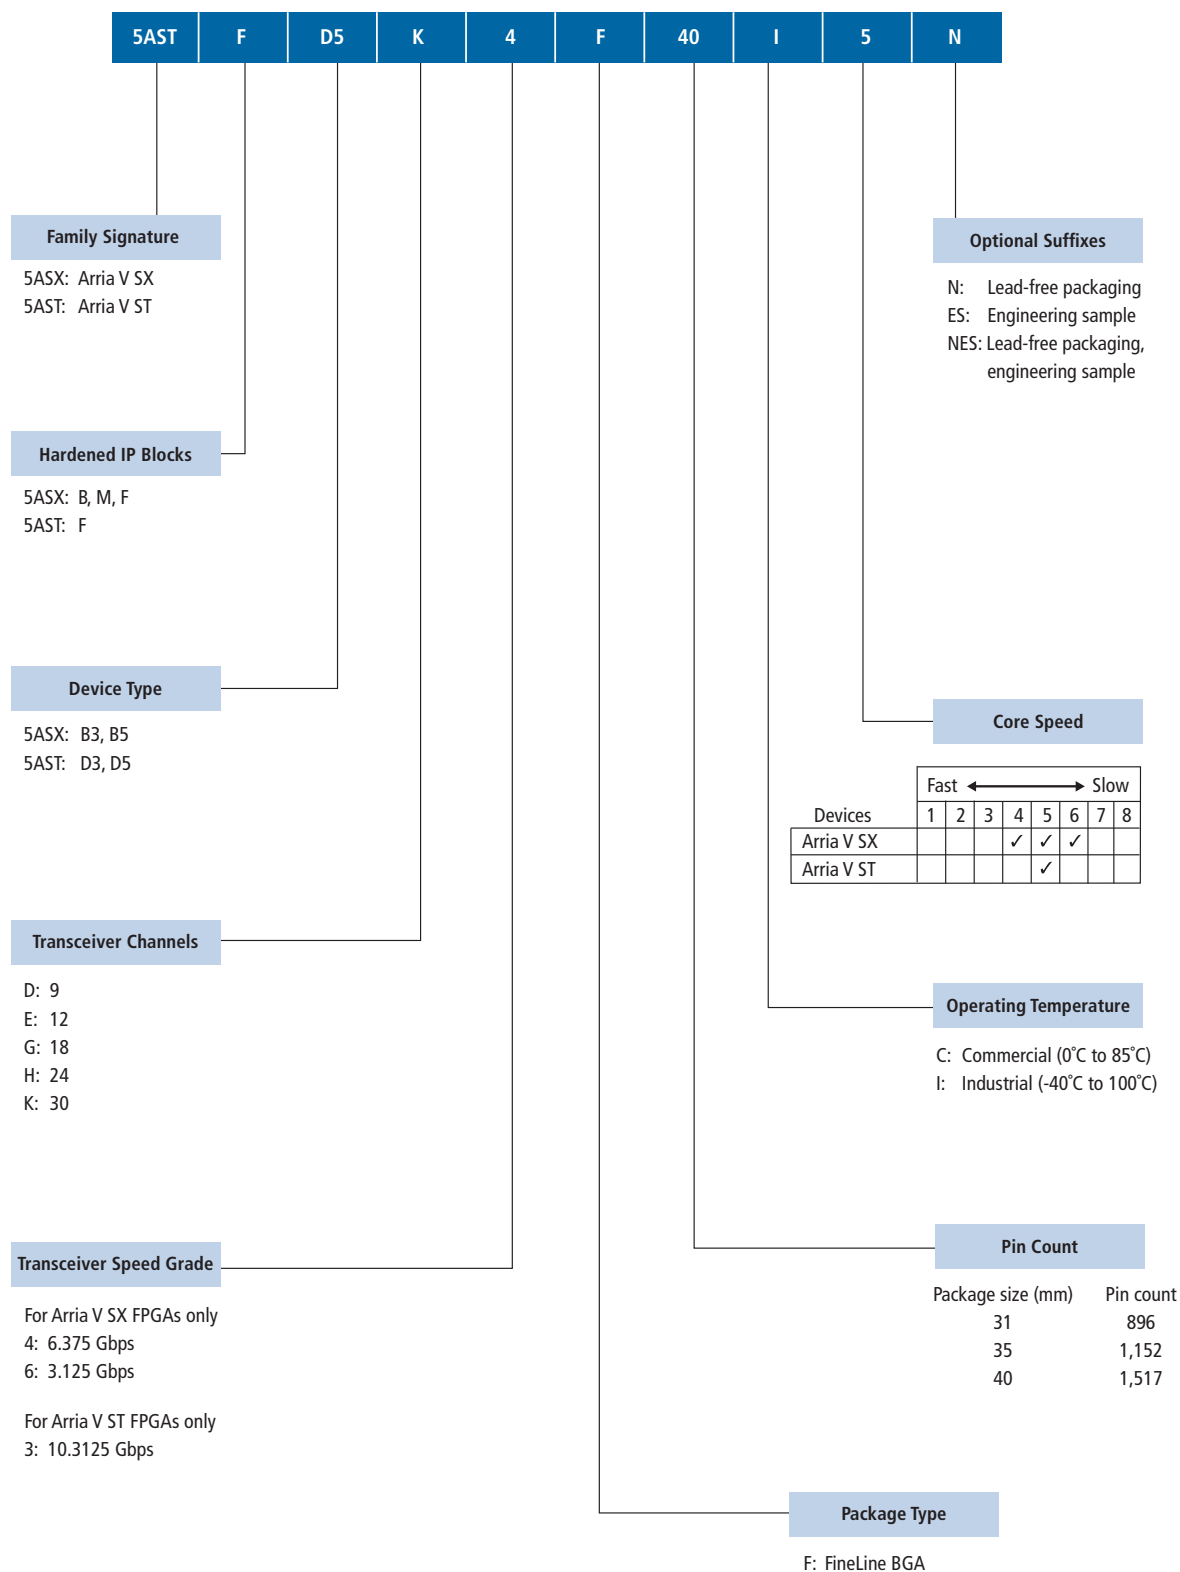 5AST F D5 K 4 F 40 I 5 N
Family Signature
5ASX: Arria V SX
5AST: Arria V ST
Optional Suffixes
N: Lead-free packaging
ES: Engineering sample
NES: Lead-free packaging,
engineering sample
Hardened IP Blocks
5ASX: B, M, F
5AST: F
Device Type
5ASX: B3, B5
5AST: D3, D5
Core Speed
Fast Slow
Devices 1 2 3 4 5 6 7 8
Arria V SX ✓ ✓ ✓
Arria V ST ✓
Transceiver Channels
D: 9
E: 12
G: 18
H: 24
K: 30
Operating Temperature
C: Commercial (0˚C to 85˚C)
I: Industrial (-40˚C to 100˚C)
Transceiver Speed Grade
For Arria V SX FPGAs only
4: 6.375 Gbps
6: 3.125 Gbps
For Arria V ST FPGAs only
3: 10.3125 Gbps
Pin Count
Package size (mm) Pin count
31 896
35 1,152
40 1,517
Package Type
F: FineLine BGA